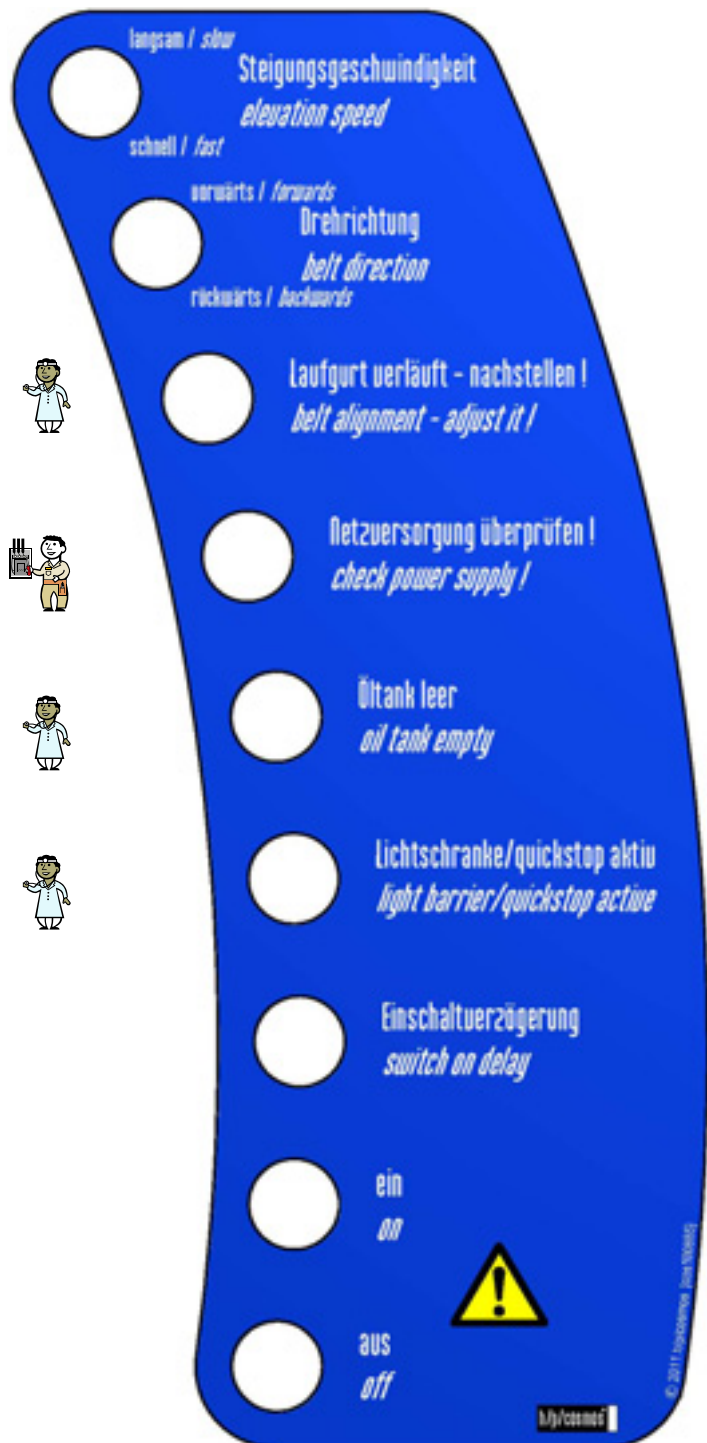 langsam / slow
Steigungsgeschwindigkeit
elevation speed
schnell / fast
vorwärts / forwards
Drehrichtung
belt direction
rückwärts / backwards
Laufgurt verläuft - nachstellen !
belt alignment - adjust it !
Netzversorgung überprüfen !
check power supply !
Öltank leer
oil tank empty
Lichtschranke/quickstop aktiv
light barrier/quickstop active
Einschaltverzögerung
switch on delay
ein
on
!
aus
off
© 2011 h/p/cosmos
h/p/cosmos